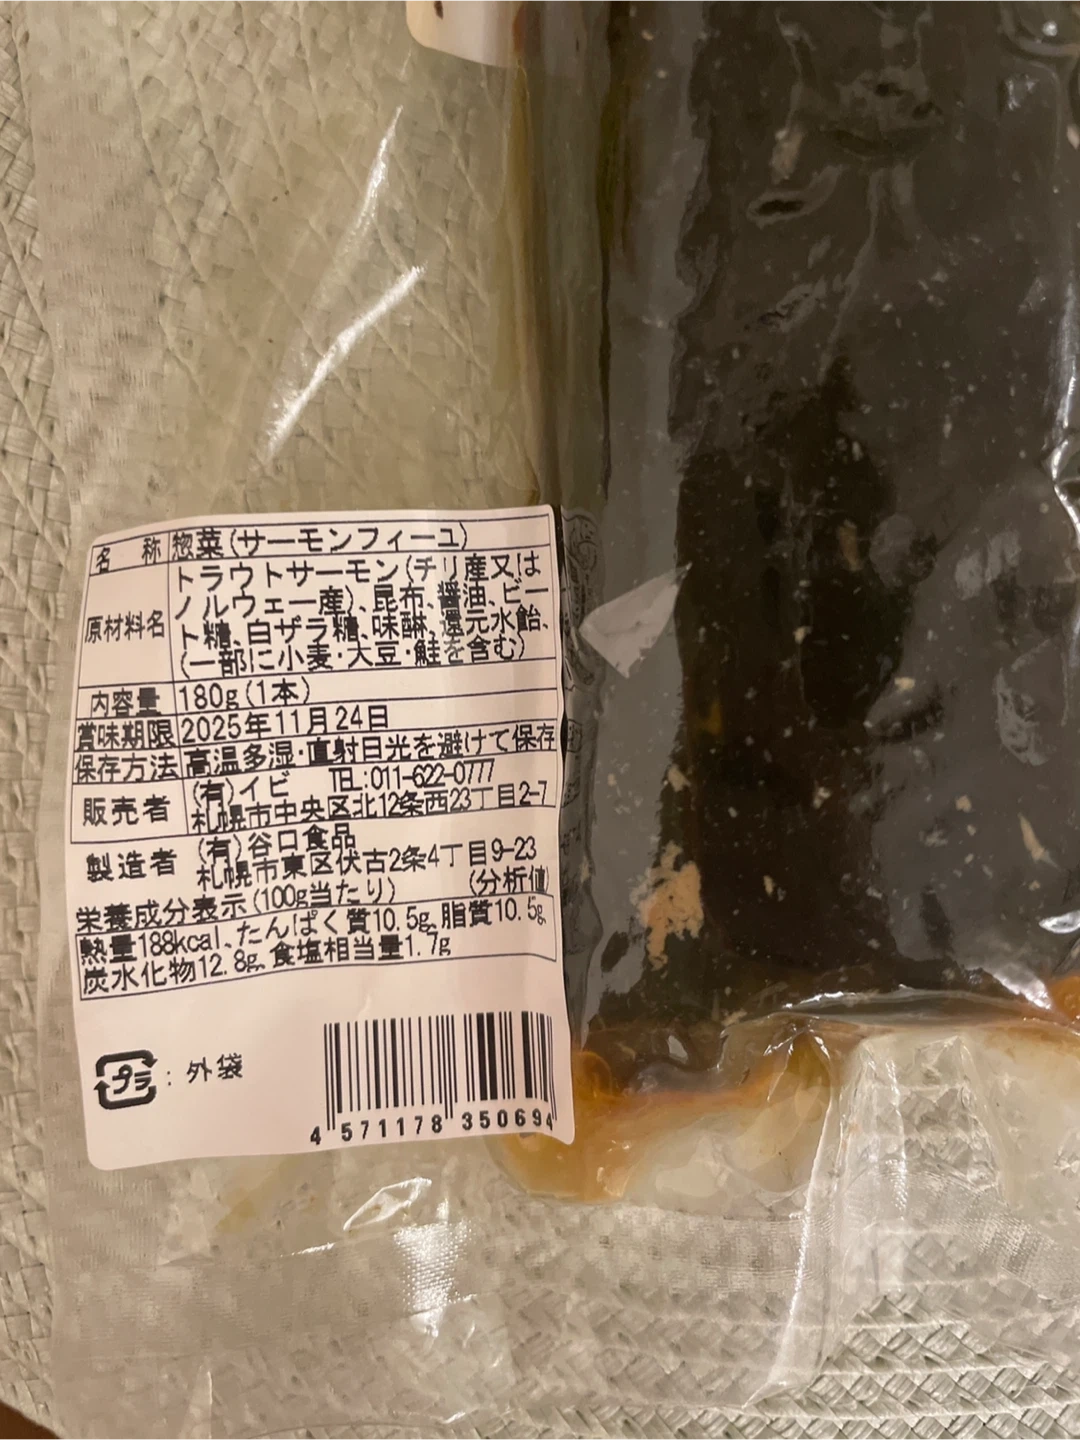 名 称 惣菜(サーモンフィーユ)
原材料名 トラウトサーモン(チリ産又は
ノルウェー産)、昆布、醤油、ビー
ト糖、白ザラ糖、味醂、還元水飴、
(一部に小麦・大豆・鮭を含む)
内容量 180g(1本)
賞味期限 2025年11月24日
保存方法 高温多湿・直射日光を避けて保存
販売者 (有)イビ TEL:011-622-0777
札幌市中央区北12条西23丁目2-7
製造者 (有)谷口食品
札幌市東区伏古2条4丁目9-23
栄養成分表示(100g当たり) (分析値)
熱量188kcal、たんぱく質10.5g、脂質10.5g、
炭水化物12.8g、食塩相当量1.7g
プラ : 外袋
4 571178 350694